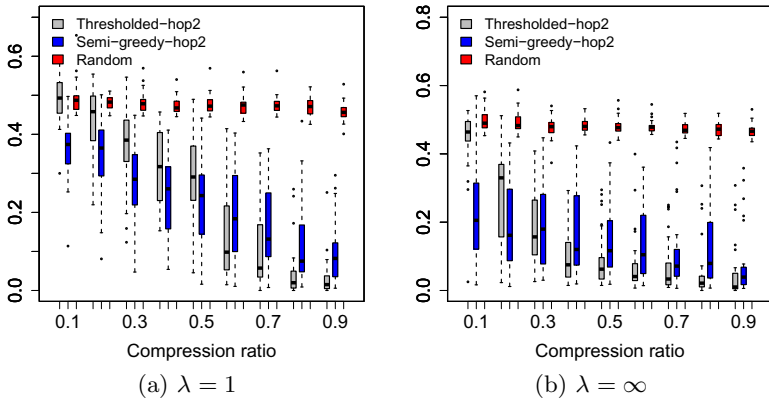 Thresholded-hop2
Semi-greedy-hop2
Random
0.0 0.2 0.4 0.6
0.1 0.3 0.5 0.7 0.9
Compression ratio
(a) λ = 1
Thresholded-hop2
Semi-greedy-hop2
Random
0.0 0.2 0.4 0.6 0.8
0.1 0.3 0.5 0.7 0.9
Compression ratio
(b) λ = ∞